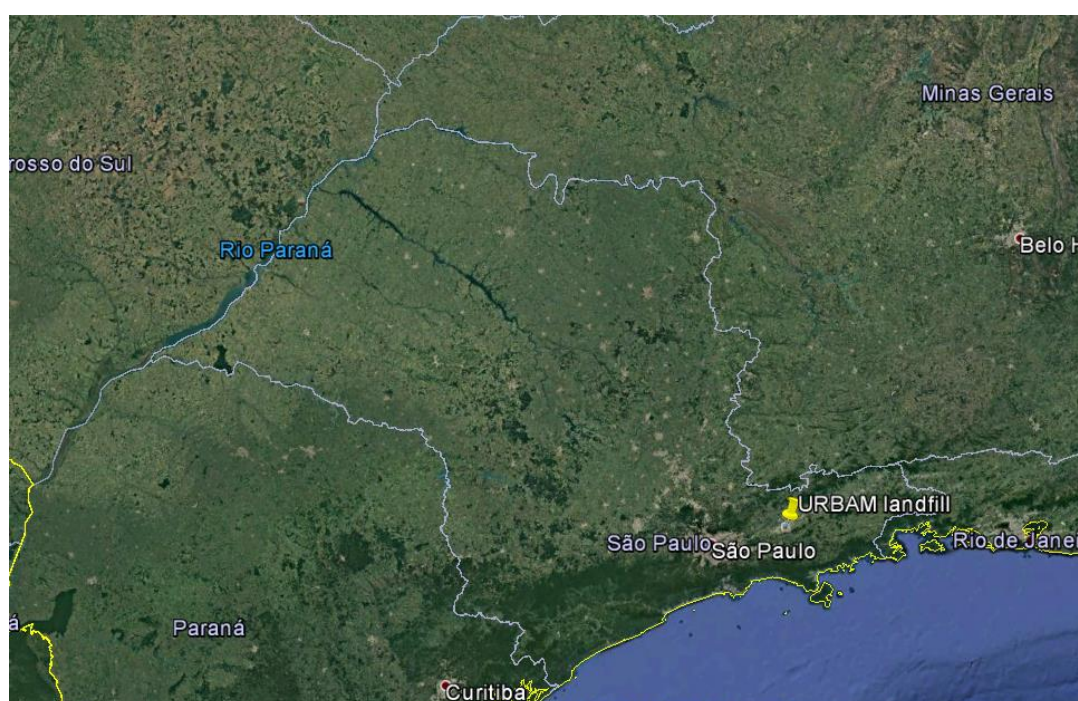 Minas Gerais
rosso do Sul
Rio Paraná
Belo H
URBAM landfill
São Paulo
São Paulo
Rio de Janei
á
Paraná
Curitiba